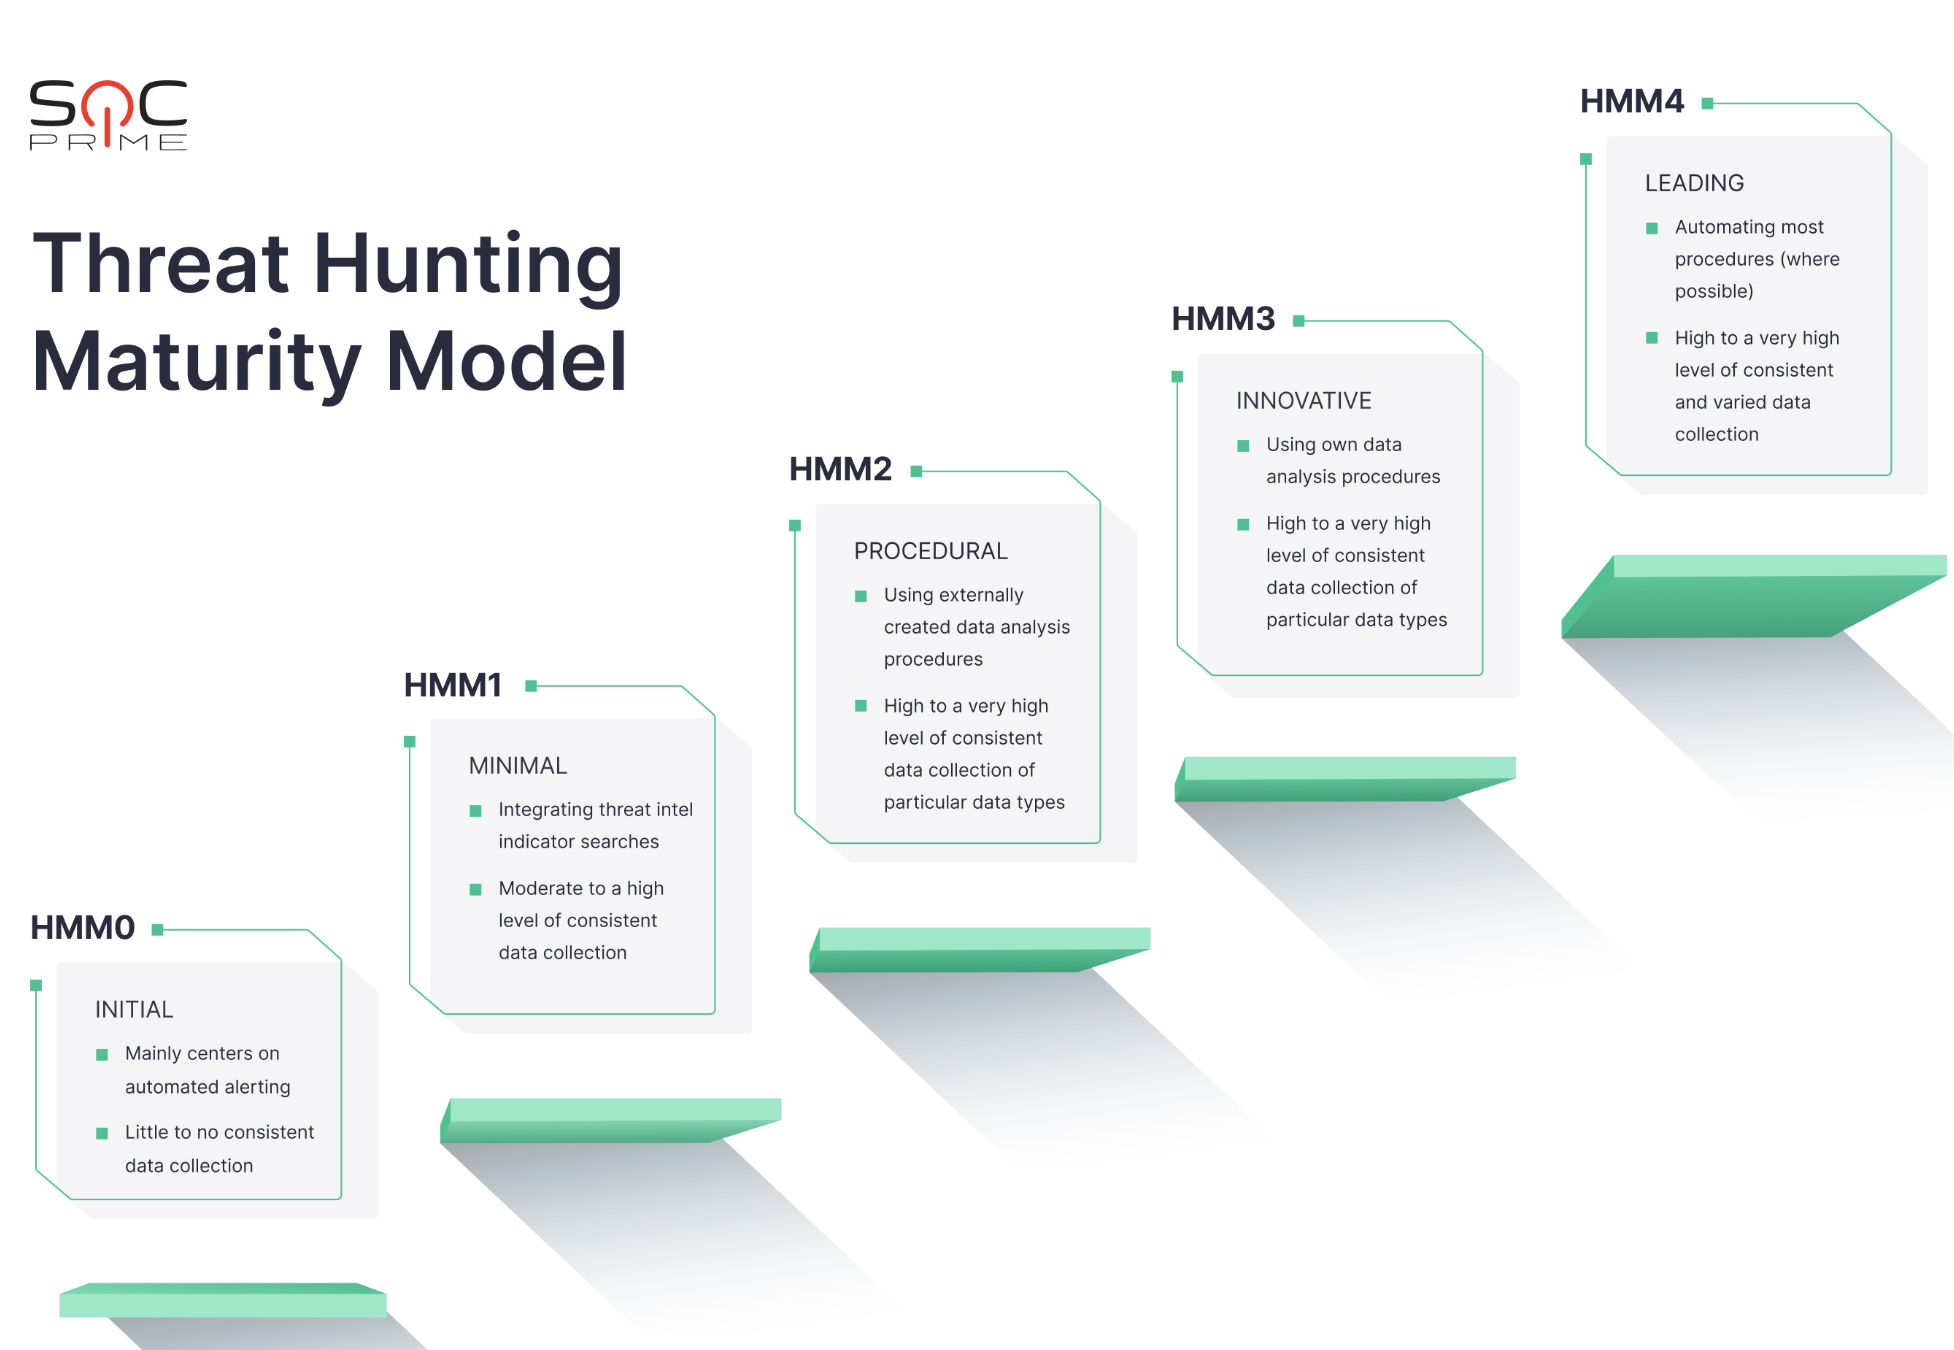 SOC
PRIME
Threat Hunting
Maturity Model
HMM0
INITIAL
Mainly centers on
automated alerting
Little to no consistent
data collection
HMM1
MINIMAL
Integrating threat intel
indicator searches
Moderate to a high
level of consistent
data collection
HMM2
PROCEDURAL
Using externally
created data analysis
procedures
High to a very high
level of consistent
data collection of
particular data types
HMM3
INNOVATIVE
Using own data
analysis procedures
High to a very high
level of consistent
data collection of
particular data types
HMM4
LEADING
Automating most
procedures (where
possible)
High to a very high
level of consistent
and varied data
collection